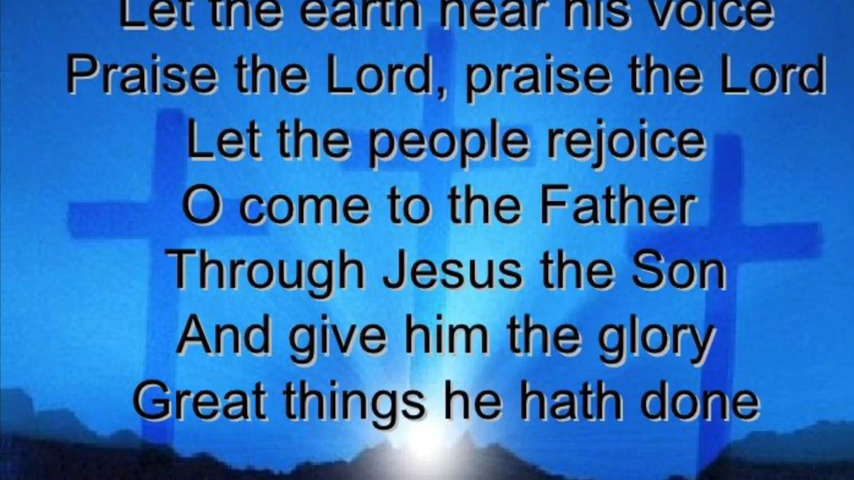 Let the earth hear his voice
Praise the Lord, praise the Lord
Let the people rejoice
O come to the Father
Through Jesus the Son
And give him the glory
Great things he hath done